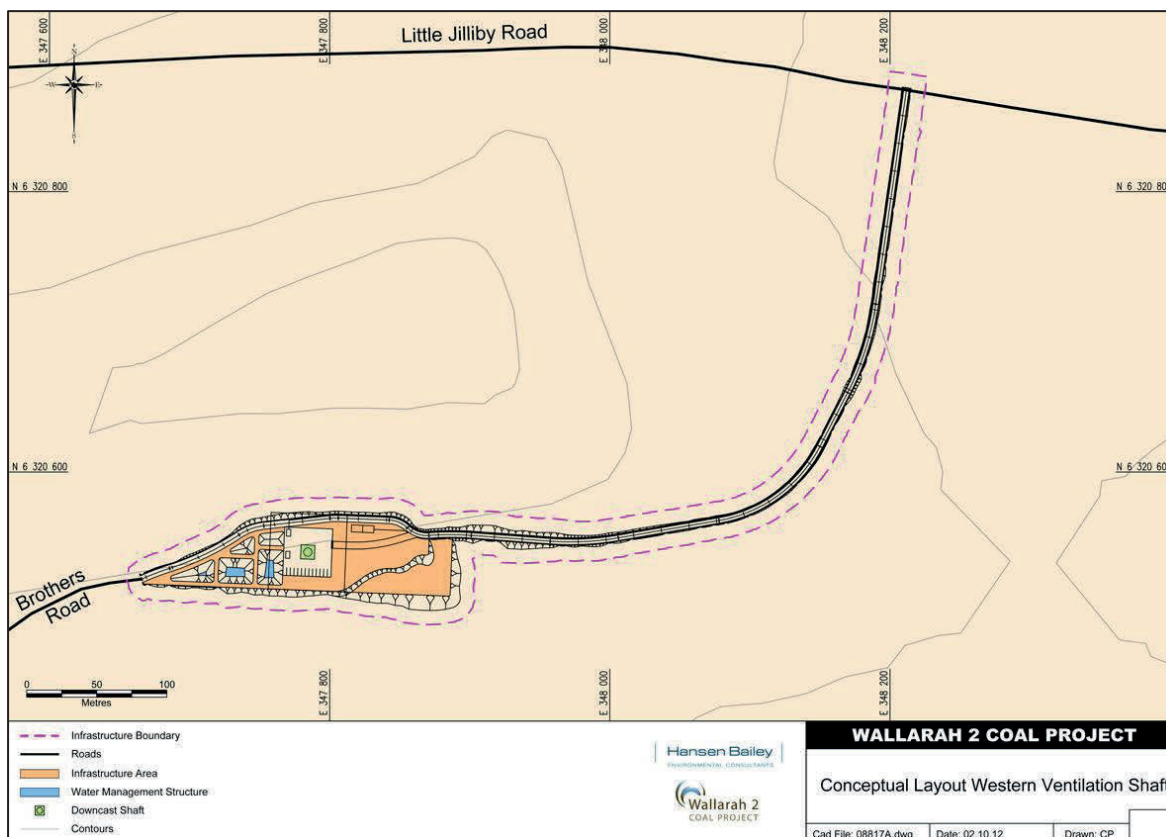 E 347 600
Little Jilliby Road
E 347 800
E 348 000
E 348 200
N 6 320 800
N 6 320 80
N 6 320 600
N 6 320 60
Brothers
Road
0 50 100
Metres
E 347 800
E 348 000
E 348 200
Infrastructure Boundary
Roads
Infrastructure Area
Water Management Structure
Downcast Shaft
Contours
Hansen Bailey
ENVIRONMENTAL CONSULTANTS
Wallarah 2
COAL PROJECT
WALLARAH 2 COAL PROJECT
Conceptual Layout Western Ventilation Shaft
Cad File: 08817A.dwg Date: 02.10.12 Drawn: CP